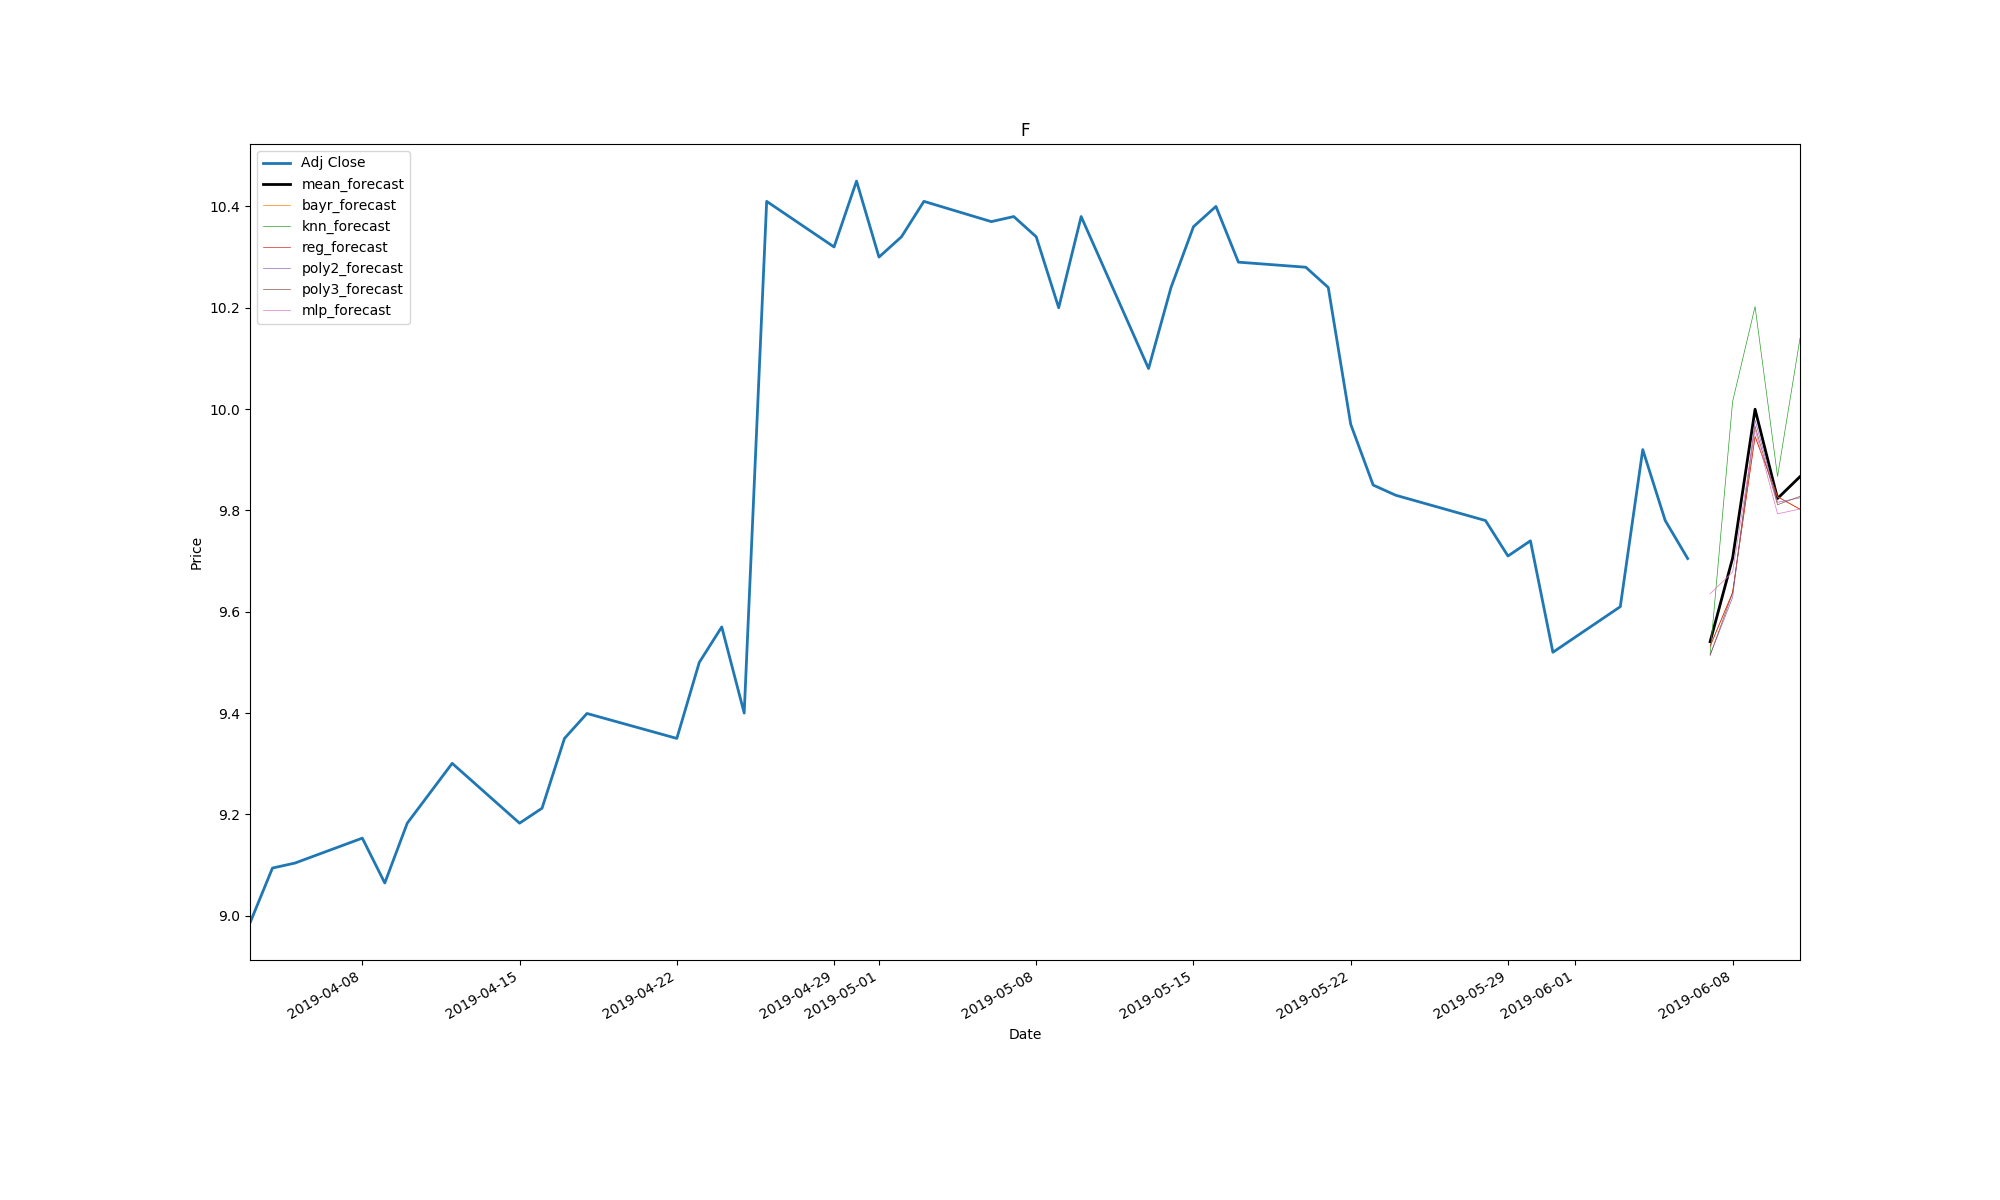 F
Adj Close
mean_forecast
bayr_forecast
knn_forecast
reg_forecast
poly2_forecast
poly3_forecast
mlp_forecast
10.4
10.2
10.0
9.8
9.6
9.4
9.2
9.0
Price
2019-04-08
2019-04-15
2019-04-22
2019-04-29
2019-05-01
2019-05-08
2019-05-15
2019-05-22
2019-05-29
2019-06-01
2019-06-08
Date